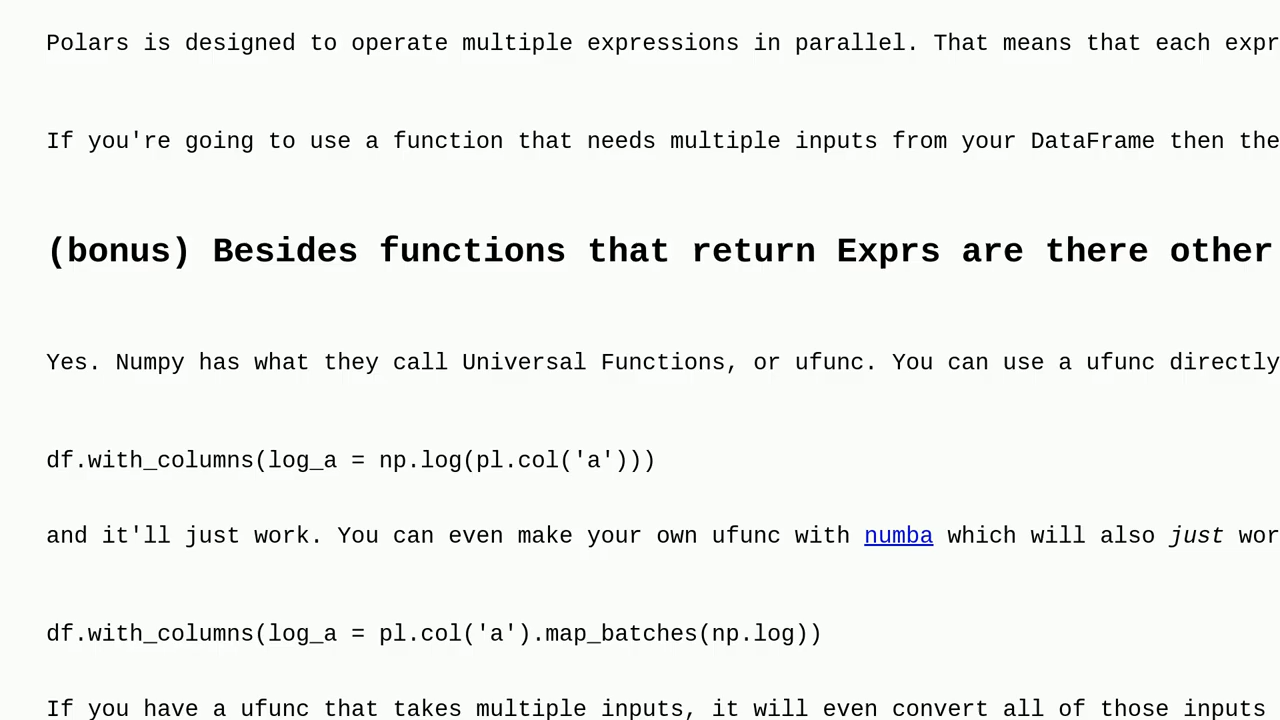 Polars is designed to operate multiple expressions in parallel. That means that each expr
If you're going to use a function that needs multiple inputs from your DataFrame then the
(bonus) Besides functions that return Exprs are there other
Yes. Numpy has what they call Universal Functions, or ufunc. You can use a ufunc directly
df.with_columns(log_a = np.log(pl.col('a')))
and it'll just work. You can even make your own ufunc with numba which will also just wor
df.with_columns(log_a = pl.col('a').map_batches(np.log))
If you have a ufunc that takes multiple inputs, it will even convert all of those inputs